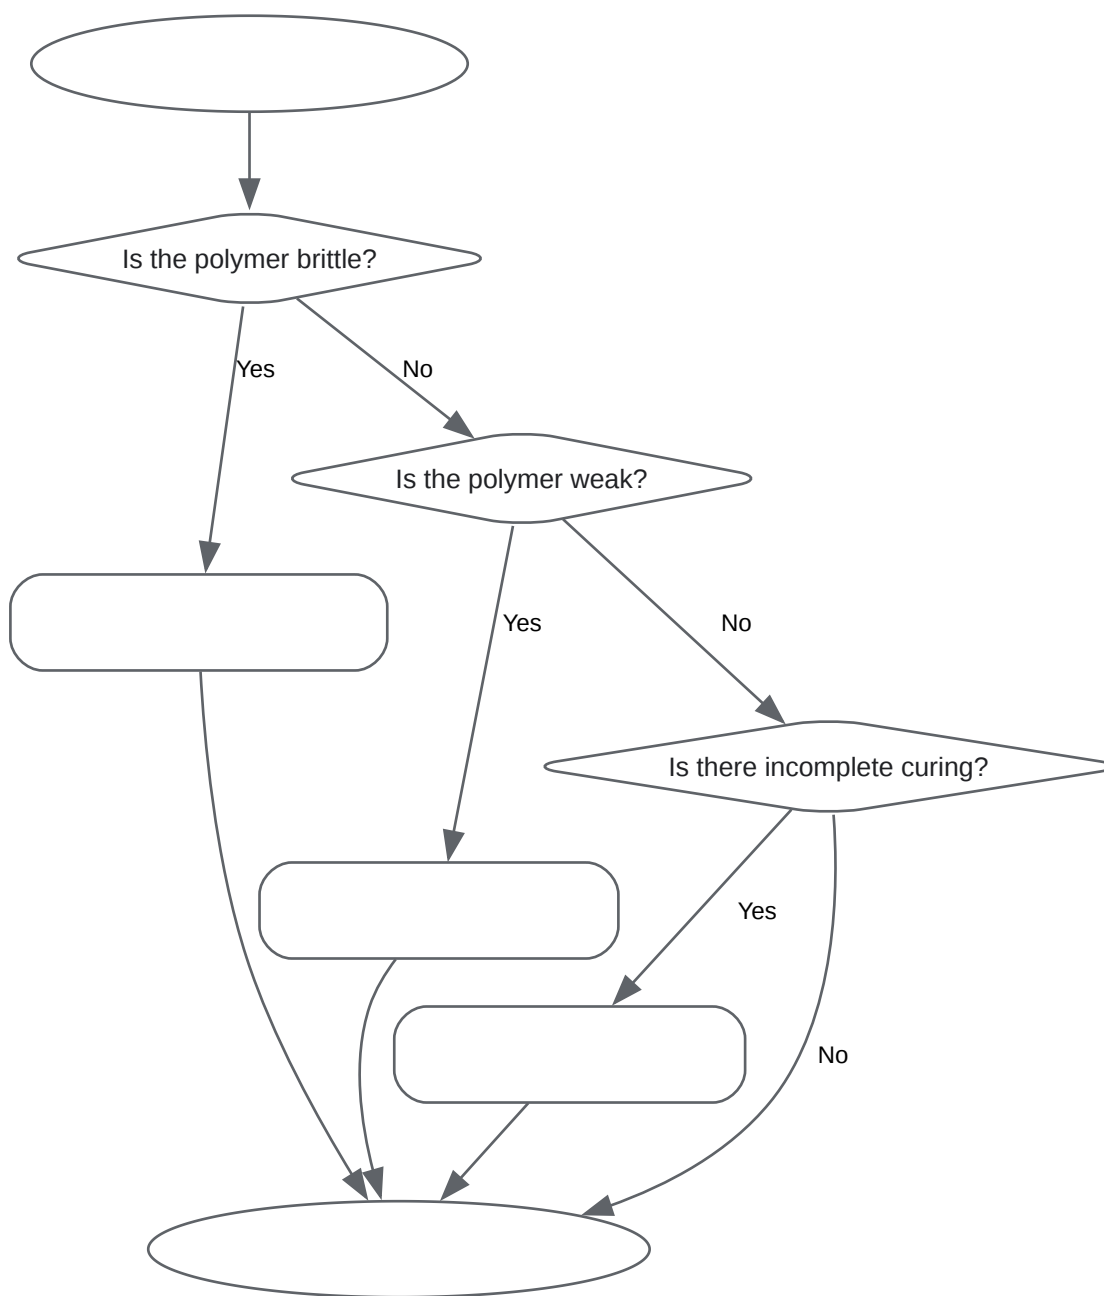 Is the polymer brittle?
Yes
No
Is the polymer weak?
Yes
No
Is there incomplete curing?
Yes
No